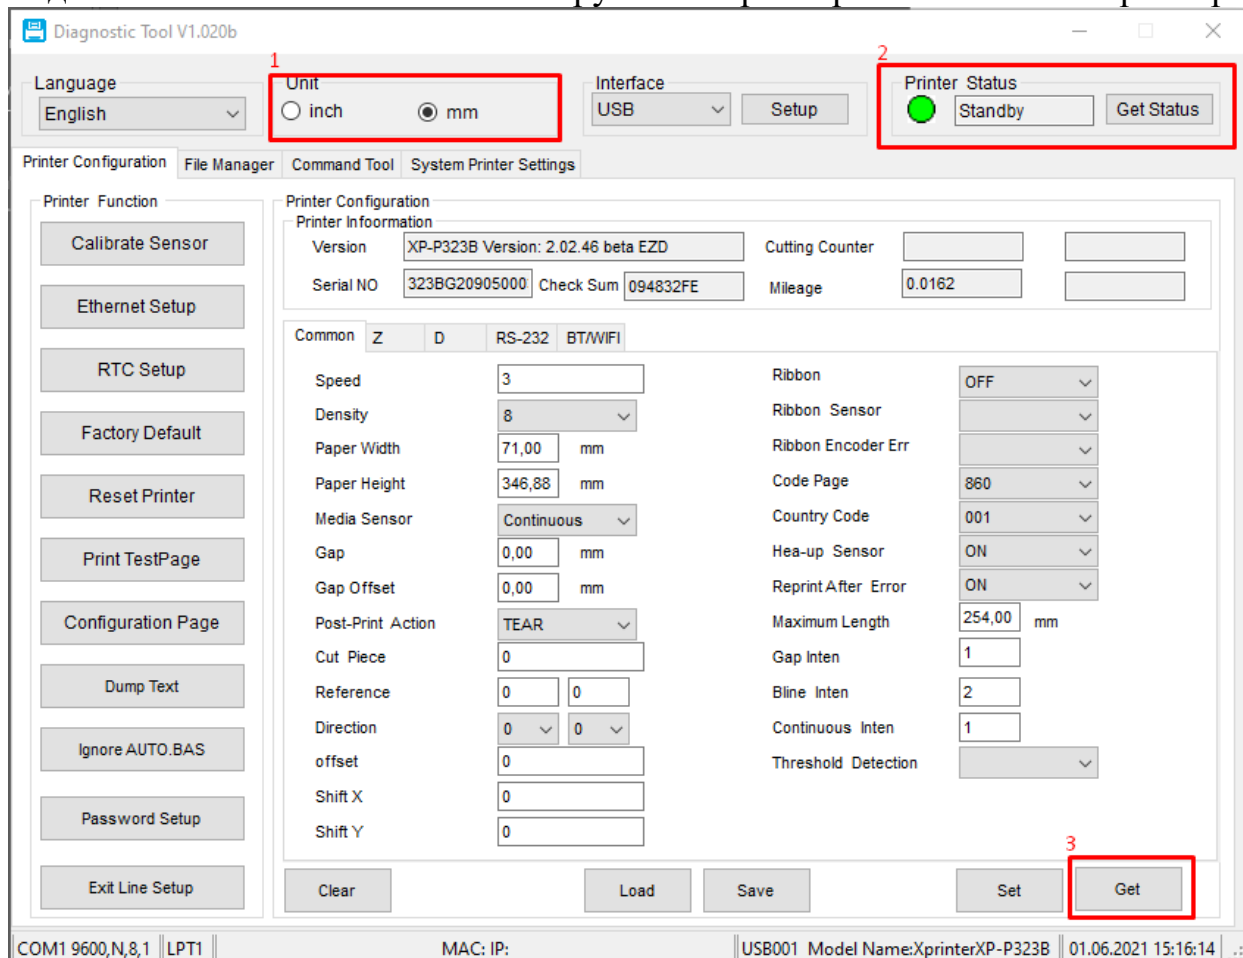 Diagnostic Tool V1.020b
1
2
Language
Unit
Interface
Printer Status
English
inch
mm
USB
Setup
Standby
Get Status
Printer Configuration
File Manager
Command Tool
System Printer Settings
Printer Function
Calibrate Sensor
Ethernet Setup
RTC Setup
Factory Default
Reset Printer
Print TestPage
Configuration Page
Dump Text
Ignore AUTO.BAS
Password Setup
Exit Line Setup
Printer Configuration
Printer Infoormation
Version XP-P323B Version: 2.02.46 beta EZD Cutting Counter
Serial NO 323BG20905000 Check Sum 094832FE Mileage 0.0162
Common Z D RS-232 BT/WIFI
Speed 3
Density 8
Paper Width 71,00 mm
Paper Height 346,88 mm
Media Sensor Continuous
Gap 0,00 mm
Gap Offset 0,00 mm
Post-Print Action TEAR
Cut Piece 0
Reference 0 0
Direction 0 0
offset 0
Shift X 0
Shift Y 0
Ribbon OFF
Ribbon Sensor
Ribbon Encoder Err
Code Page 860
Country Code 001
Hea-up Sensor ON
Reprint After Error ON
Maximum Length 254,00 mm
Gap Inten 1
Bline Inten 2
Continuous Inten 1
Threshold Detection
3
Clear Load Save Set Get
COM1 9600,N,8,1 LPT1 MAC: IP: USB001 Model Name:XprinterXP-P323B 01.06.2021 15:16:14